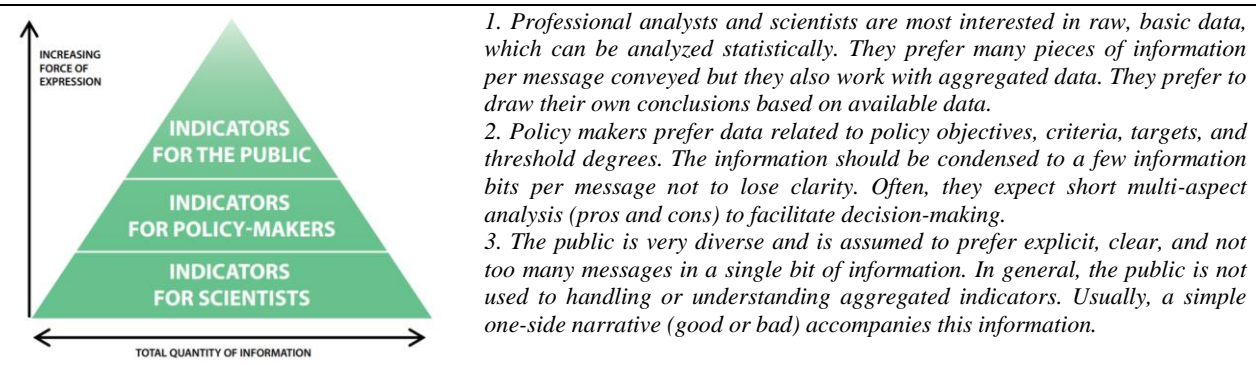 INCREASING
FORCE OF
EXPRESSION
INDICATORS
FOR THE PUBLIC
INDICATORS
FOR POLICY-MAKERS
INDICATORS
FOR SCIENTISTS
TOTAL QUANTITY OF INFORMATION
1. Professional analysts and scientists are most interested in raw, basic data,
which can be analyzed statistically. They prefer many pieces of information
per message conveyed but they also work with aggregated data. They prefer to
draw their own conclusions based on available data.
2. Policy makers prefer data related to policy objectives, criteria, targets, and
threshold degrees. The information should be condensed to a few information
bits per message not to lose clarity. Often, they expect short multi-aspect
analysis (pros and cons) to facilitate decision-making.
3. The public is very diverse and is assumed to prefer explicit, clear, and not
too many messages in a single bit of information. In general, the public is not
used to handling or understanding aggregated indicators. Usually, a simple
one-side narrative (good or bad) accompanies this information.